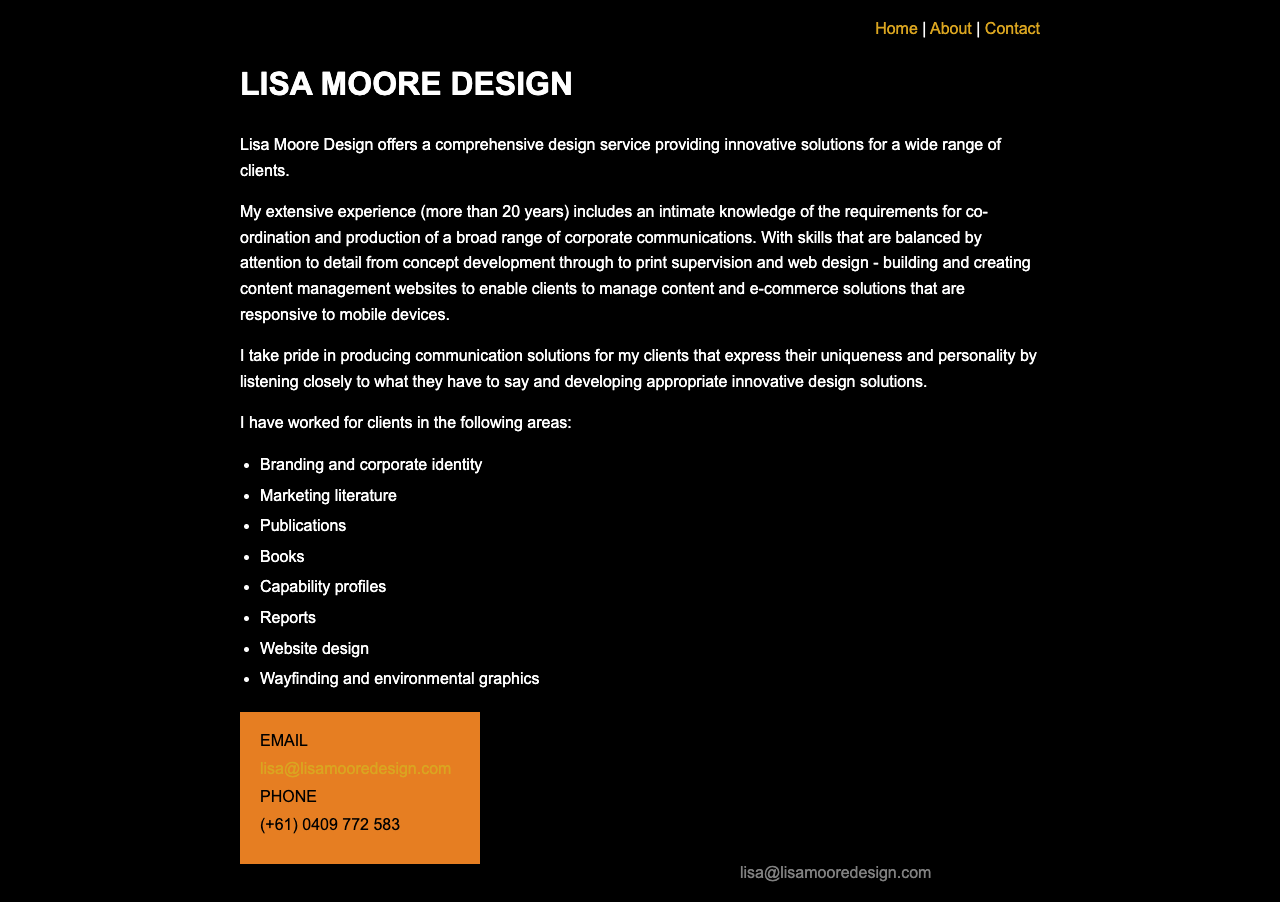 Home | About | Contact
LISA MOORE DESIGN
Lisa Moore Design offers a comprehensive design service providing innovative solutions for a wide range of
clients.
My extensive experience (more than 20 years) includes an intimate knowledge of the requirements for co-
ordination and production of a broad range of corporate communications. With skills that are balanced by
attention to detail from concept development through to print supervision and web design - building and creating
content management websites to enable clients to manage content and e-commerce solutions that are
responsive to mobile devices.
I take pride in producing communication solutions for my clients that express their uniqueness and personality by
listening closely to what they have to say and developing appropriate innovative design solutions.
I have worked for clients in the following areas:
• Branding and corporate identity
• Marketing literature
• Publications
• Books
• Capability profiles
• Reports
• Website design
• Wayfinding and environmental graphics
EMAIL
lisa@lisamooredesign.com
PHONE
(+61) 0409 772 583
lisa@lisamooredesign.com